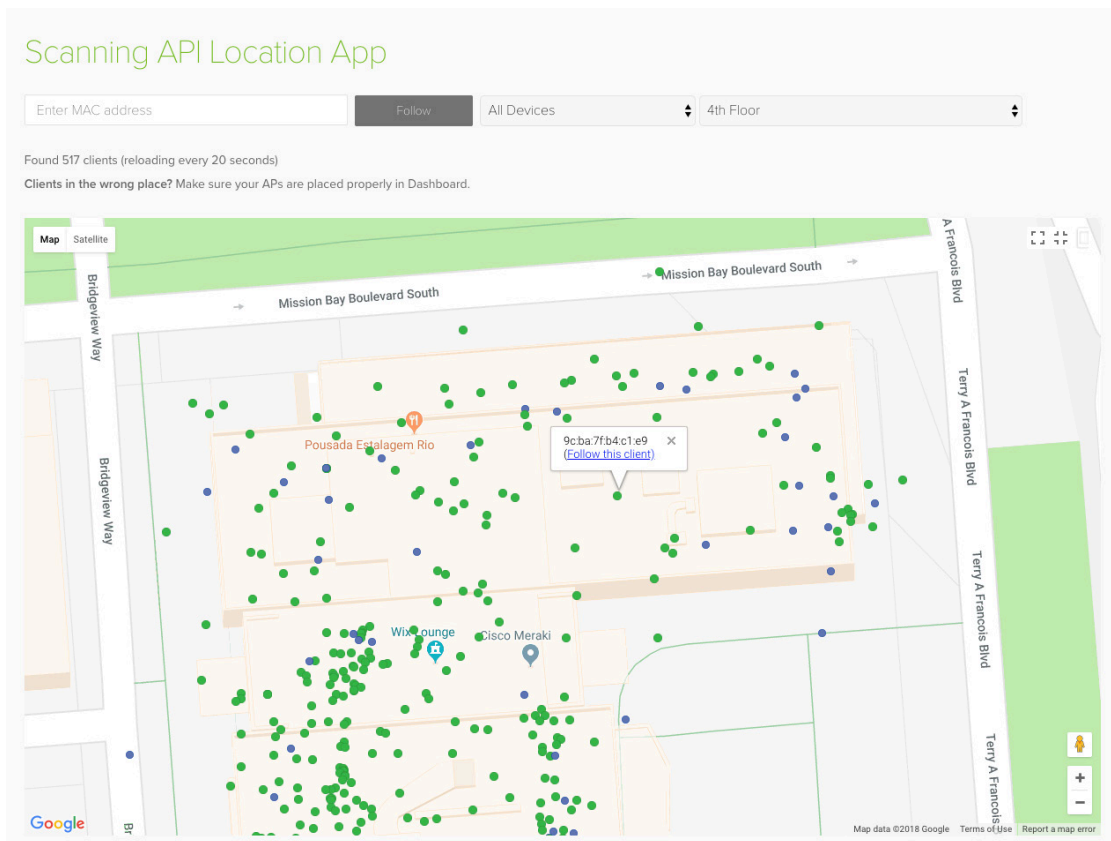 Scanning API Location App
Enter MAC address
Follow
All Devices
4th Floor
Found 517 clients (reloading every 20 seconds)
Clients in the wrong place? Make sure your APs are placed properly in Dashboard.
Map
Satellite
A Francois Blvd
Mission Bay Boulevard South
Mission Bay Boulevard South
Bridgeview Way
Terry A Francois Blvd
Pousada Estalagem Rio
9c:ba:7f:b4:c1:e9
(Follow this client)
Bridgeview Way
Terry A Francois Blvd
Wix Lounge
Cisco Meraki
Terry A Francois
Br
Google
Map data ©2018 Google
Terms of Use
Report a map error